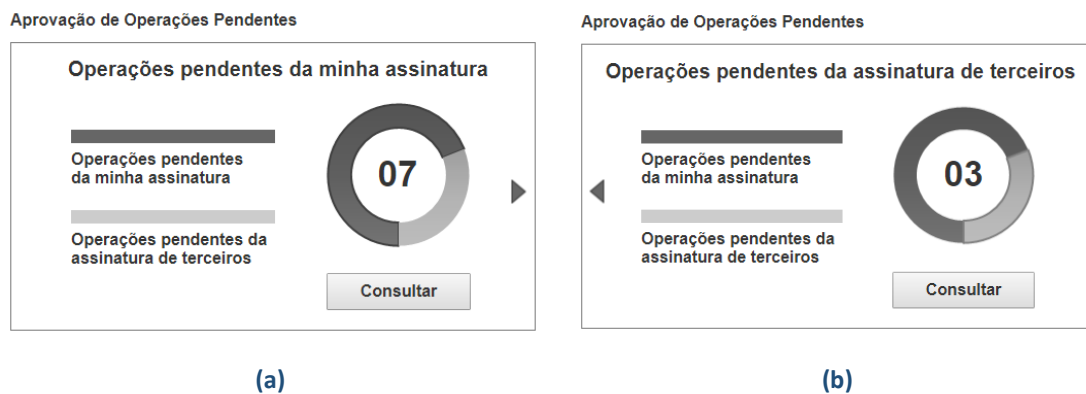 Aprovação de Operações Pendentes
Operações pendentes da minha assinatura
Operações pendentes
da minha assinatura
07
Operações pendentes da
assinatura de terceiros
Consultar
(a)
Aprovação de Operações Pendentes
Operações pendentes da assinatura de terceiros
Operações pendentes
da minha assinatura
03
Operações pendentes da
assinatura de terceiros
Consultar
(b)